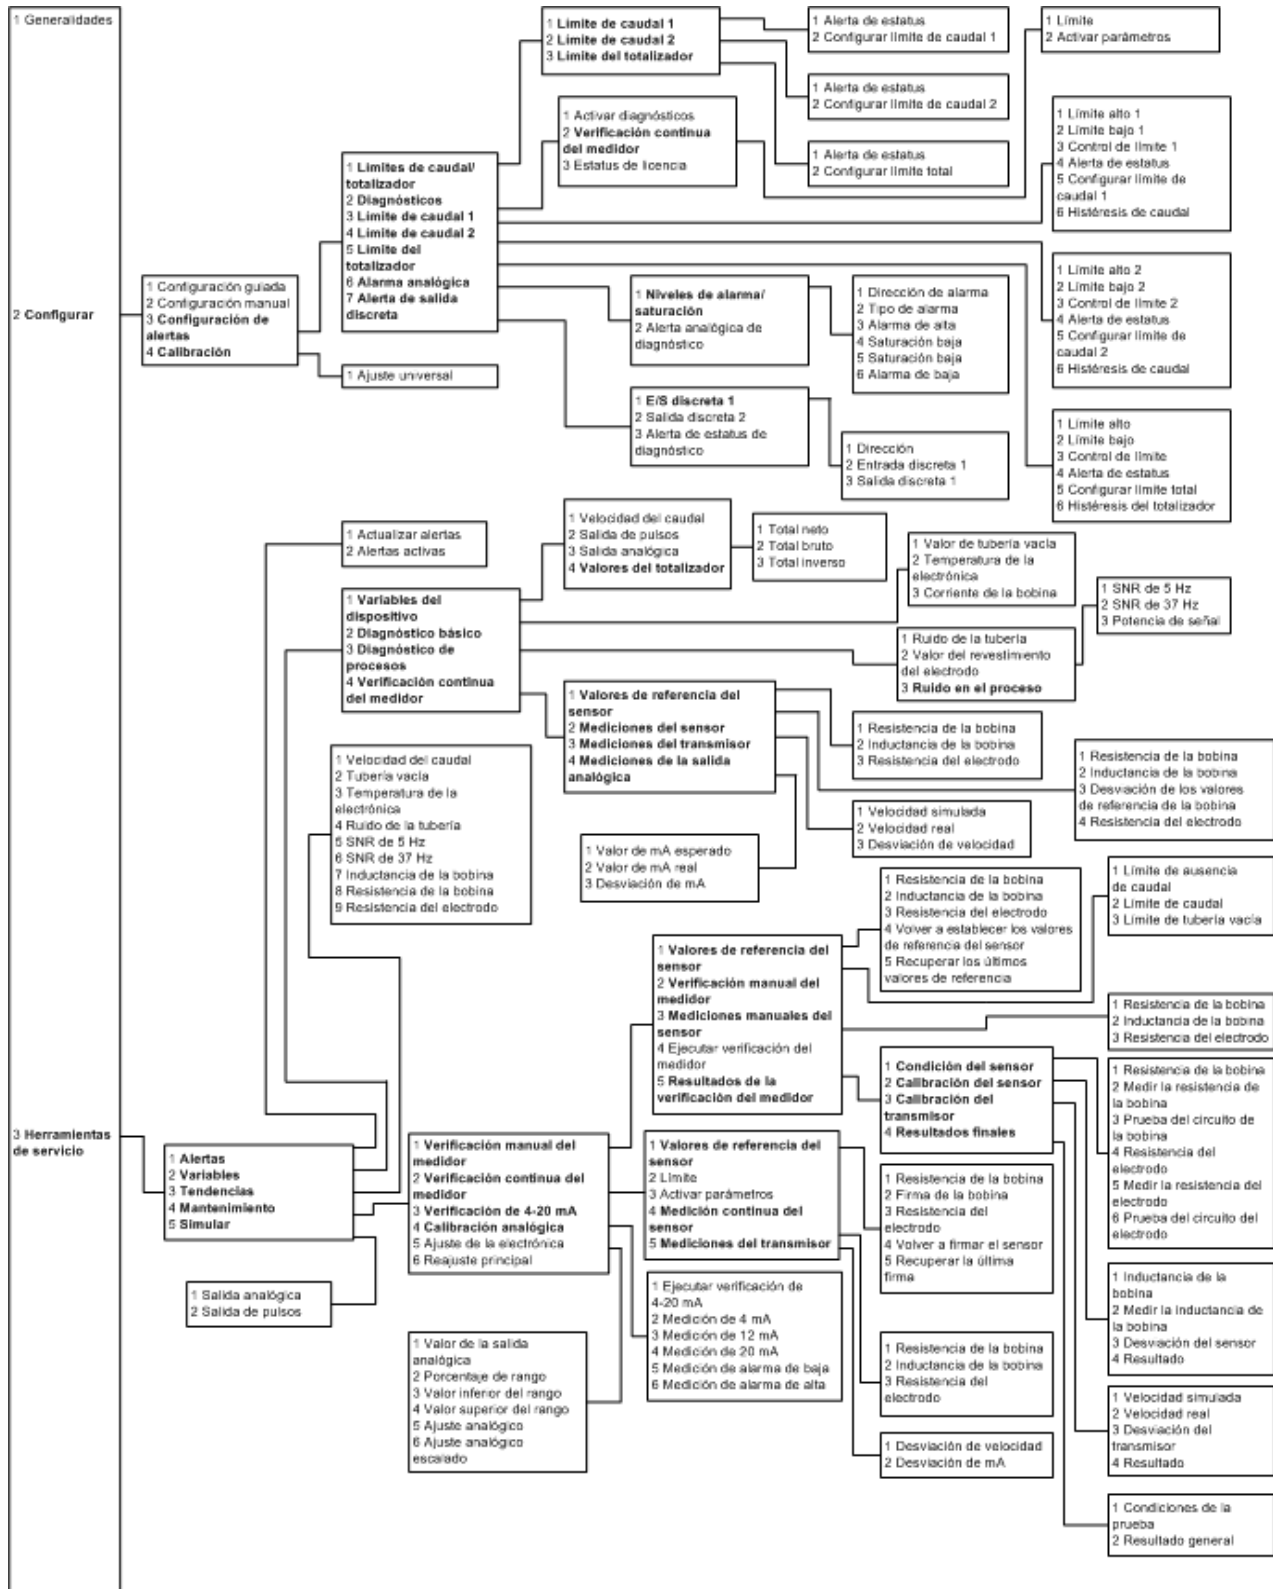 1 Generalidades
2 Configurar
3 Herramientas
de servicio
1 Configuración guiada
2 Configuración manual
3 Configuración de
alertas
4 Calibración
1 Límites de caudal/
totalizador
2 Diagnósticos
3 Límite de caudal 1
4 Límite de caudal 2
5 Límite del
totalizador
6 Alarma analógica
7 Alerta de salida
discreta
1 Ajuste universal
1 Límite de caudal 1
2 Límite de caudal 2
3 Límite del totalizador
1 Alerta de estatus
2 Configurar límite de caudal 1
1 Alerta de estatus
2 Configurar límite de caudal 2
1 Alerta de estatus
2 Configurar límite total
1 Activar diagnósticos
2 Verificación continua
del medidor
3 Estatus de licencia
1 Límite
2 Activar parámetros
1 Límite alto 1
2 Límite bajo 1
3 Control de límite 1
4 Alerta de estatus
5 Configurar límite de
caudal 1
6 Histéresis de caudal
1 Límite alto 2
2 Límite bajo 2
3 Control de límite 2
4 Alerta de estatus
5 Configurar límite de
caudal 2
6 Histéresis de caudal
1 Límite alto
2 Límite bajo
3 Control de límite
4 Alerta de estatus
5 Configurar límite total
6 Histéresis del totalizador
1 Niveles de alarma/
saturación
2 Alerta analógica de
diagnóstico
1 Dirección de alarma
2 Tipo de alarma
3 Alarma de alta
4 Saturación baja
5 Saturación baja
6 Alarma de baja
1 E/S discreta 1
2 Salida discreta 2
3 Alerta de estatus de
diagnóstico
1 Dirección
2 Entrada discreta 1
3 Salida discreta 1
1 Actualizar alertas
2 Alertas activas
1 Variables del
dispositivo
2 Diagnóstico básico
3 Diagnóstico de
procesos
4 Verificación continua
del medidor
1 Velocidad del caudal
2 Salida de pulsos
3 Salida analógica
4 Valores del totalizador
1 Total neto
2 Total bruto
3 Total inverso
1 Valor de tubería vacía
2 Temperatura de la
electrónica
3 Corriente de la bobina
1 Ruido de la tubería
2 Valor del revestimiento
del electrodo
3 Ruido en el proceso
1 SNR de 5 Hz
2 SNR de 37 Hz
3 Potencia de señal
1 Valores de referencia del
sensor
2 Mediciones del sensor
3 Mediciones del transmisor
4 Mediciones de la salida
analógica
1 Resistencia de la bobina
2 Inductancia de la bobina
3 Resistencia del electrodo
1 Resistencia de la bobina
2 Inductancia de la bobina
3 Desviación de los valores
de referencia de la bobina
4 Resistencia del electrodo
1 Velocidad simulada
2 Velocidad real
3 Desviación de velocidad
1 Valor de mA esperado
2 Valor de mA real
3 Desviación de mA
1 Velocidad del caudal
2 Tubería vacía
3 Temperatura de la
electrónica
4 Ruido de la tubería
5 SNR de 5 Hz
6 SNR de 37 Hz
7 Inductancia de la bobina
8 Resistencia de la bobina
9 Resistencia del electrodo
1 Alertas
2 Variables
3 Tendencias
4 Mantenimiento
5 Simular
1 Salida analógica
2 Salida de pulsos
1 Verificación manual del
medidor
2 Verificación continua del
medidor
3 Verificación de 4-20 mA
4 Calibración analógica
5 Ajuste de la electrónica
6 Reajuste principal
1 Valores de referencia del
sensor
2 Verificación manual del
medidor
3 Mediciones manuales del
sensor
4 Ejecutar verificación del
medidor
5 Resultados de la
verificación del medidor
1 Resistencia de la bobina
2 Inductancia de la bobina
3 Resistencia del electrodo
4 Volver a establecer los valores
de referencia del sensor
5 Recuperar los últimos
valores de referencia
1 Límite de ausencia
de caudal
2 Límite de caudal
3 Límite de tubería vacía
1 Resistencia de la bobina
2 Inductancia de la bobina
3 Resistencia del electrodo
1 Condición del sensor
2 Calibración del sensor
3 Calibración del
transmisor
4 Resultados finales
1 Resistencia de la bobina
2 Medir la resistencia de
la bobina
3 Prueba del circuito de
la bobina
4 Resistencia del
electrodo
5 Medir la resistencia del
electrodo
6 Prueba del circuito del
electrodo
1 Inductancia de la
bobina
2 Medir la inductancia de
la bobina
3 Desviación del sensor
4 Resultado
1 Velocidad simulada
2 Velocidad real
3 Desviación del
transmisor
4 Resultado
1 Condiciones de la
prueba
2 Resultado general
1 Valores de referencia del
sensor
2 Límite
3 Activar parámetros
4 Medición continua del
sensor
5 Mediciones del transmisor
1 Resistencia de la bobina
2 Firma de la bobina
3 Resistencia del
electrodo
4 Volver a firmar el sensor
5 Recuperar la última
firma
1 Resistencia de la bobina
2 Inductancia de la bobina
3 Resistencia del
electrodo
1 Desviación de velocidad
2 Desviación de mA
1 Ejecutar verificación de
4-20 mA
2 Medición de 4 mA
3 Medición de 12 mA
4 Medición de 20 mA
5 Medición de alarma de baja
6 Medición de alarma de alta
1 Valor de la salida
analógica
2 Porcentaje de rango
3 Valor inferior del rango
4 Valor superior del rango
5 Ajuste analógico
6 Ajuste analógico
escalado